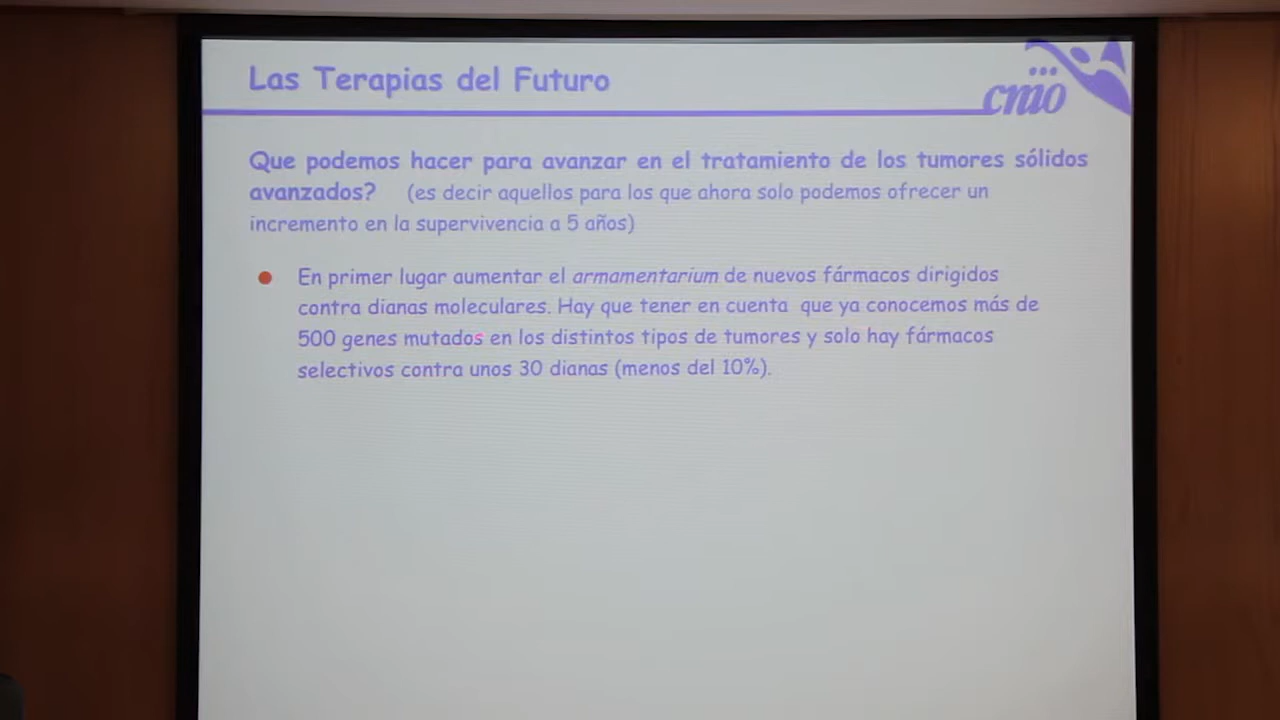 Las Terapias del Futuro
cnio
Que podemos hacer para avanzar en el tratamiento de los tumores sólidos
avanzados? (es decir aquellos para los que ahora solo podemos ofrecer un
incremento en la supervivencia a 5 años)
En primer lugar aumentar el armamentarium de nuevos fármacos dirigidos
contra dianas moleculares. Hay que tener en cuenta que ya conocemos más de
500 genes mutados en los distintos tipos de tumores y solo hay fármacos
selectivos contra unos 30 dianas (menos del 10%).